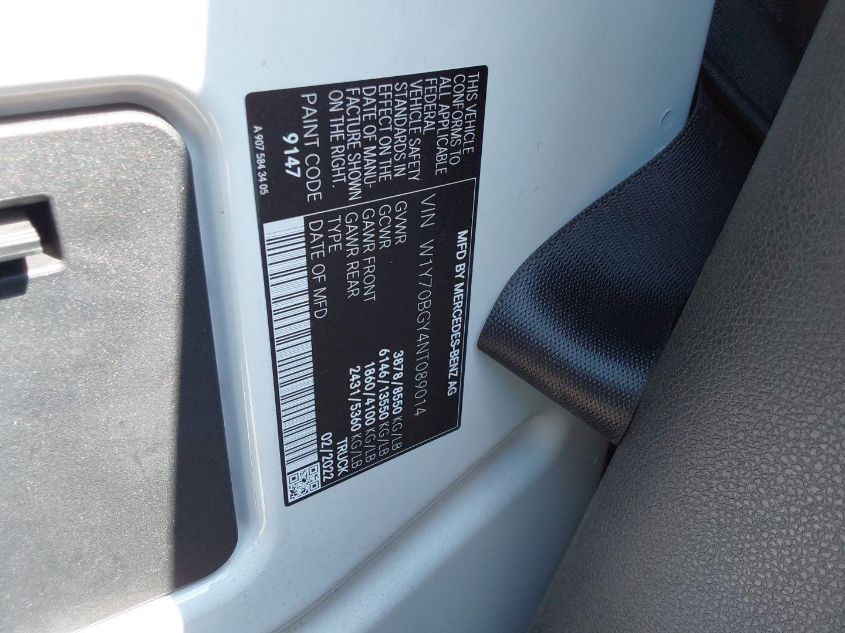 THIS VEHICLE
CONFORMS TO
ALL APPLICABLE
FEDERAL
VEHICLE SAFETY
STANDARDS IN
EFFECT ON THE
DATE OF MANU-
FACTURE SHOWN
ON THE RIGHT.
PAINT CODE
9147
A 907 584 34 05
MFD BY MERCEDES-BENZ AG
VIN W1Y70BGY4NT089014
GVWR 3878/8550 KG/LB
GCWR 6146/13550 KG/LB
GAWR FRONT 1860/4100 KG/LB
GAWR REAR 2431/5360 KG/LB
TYPE TRUCK
DATE OF MFD 02/2022